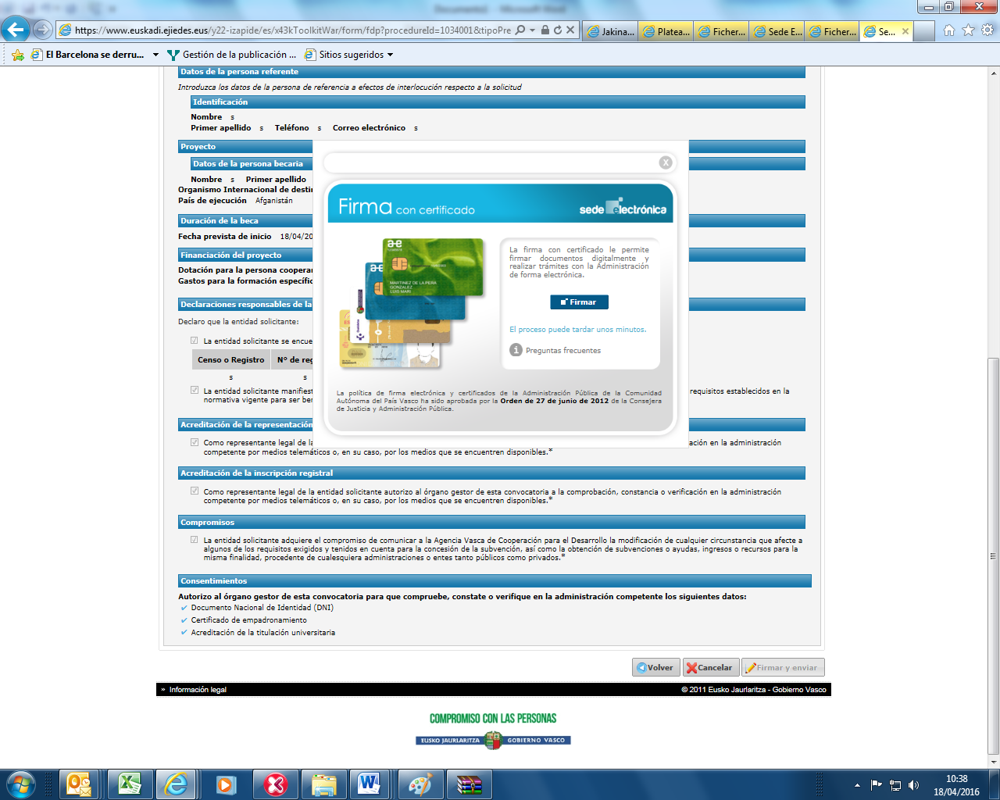 Documento1 - Microsoft Word
https://www.euskadi.ejiedes.eus/y22-izapide/es/x43kToolkitWar/form/fdp?procedureId=1034001&tipoPre
Jakina...
Platea...
Ficher...
Sede E...
Ficher...
Se...
El Barcelona se derru...
Gestión de la publicación ...
Sitios sugeridos
Datos de la persona referente
Introduzca los datos de la persona de referencia a efectos de interlocución respecto a la solicitud
Identificación
Nombre s
Primer apellido s Teléfono s Correo electrónico s
Proyecto
Datos de la persona becaria
Nombre s Primer apellido
Organismo Internacional de destin
País de ejecución Afganistán
Duración de la beca
Fecha prevista de inicio 18/04/20
Financiación del proyecto
Dotación para la persona coopera
Gastos para la formación específic
Declaraciones responsables de la
Declaro que la entidad solicitante:
La entidad solicitante se encue
Censo o Registro Nº de reg
s s
La entidad solicitante manifiest requisitos establecidos en la
normativa vigente para ser ben
Firma con certificado
sede electrónica
MARTINEZ DE LA PEÑA
GONZALEZ
LUIS MARI
La firma con certificado le permite
firmar documentos digitalmente y
realizar trámites con la Administración
de forma electrónica.
Firmar
El proceso puede tardar unos minutos.
Preguntas frecuentes
La política de firma electrónica y certificados de la Administración Pública de la Comunidad
Autónoma del País Vasco ha sido aprobada por la Orden de 27 de junio de 2012 de la Consejera
de Justicia y Administración Pública.
Acreditación de la representación
Como representante legal de la ación en la administración
competente por medios telemáticos o, en su caso, por los medios que se encuentren disponibles.*
Acreditación de la inscripción registral
Como representante legal de la entidad solicitante autorizo al órgano gestor de esta convocatoria a la comprobación, constancia o verificación en la administración
competente por medios telemáticos o, en su caso, por los medios que se encuentren disponibles.*
Compromisos
La entidad solicitante adquiere el compromiso de comunicar a la Agencia Vasca de Cooperación para el Desarrollo la modificación de cualquier circunstancia que afecte a
algunos de los requisitos exigidos y tenidos en cuenta para la concesión de la subvención, así como la obtención de subvenciones o ayudas, ingresos o recursos para la
misma finalidad, procedente de cualesquiera administraciones o entes tanto públicos como privados.*
Consentimientos
Autorizo al órgano gestor de esta convocatoria para que compruebe, constate o verifique en la administración competente los siguientes datos:
Documento Nacional de Identidad (DNI)
Certificado de empadronamiento
Acreditación de la titulación universitaria
Volver
Cancelar
Firmar y enviar
» Información legal
© 2011 Eusko Jaurlaritza - Gobierno Vasco
COMPROMISO CON LAS PERSONAS
EUSKO JAURLARITZA GOBIERNO VASCO
10:38
18/04/2016